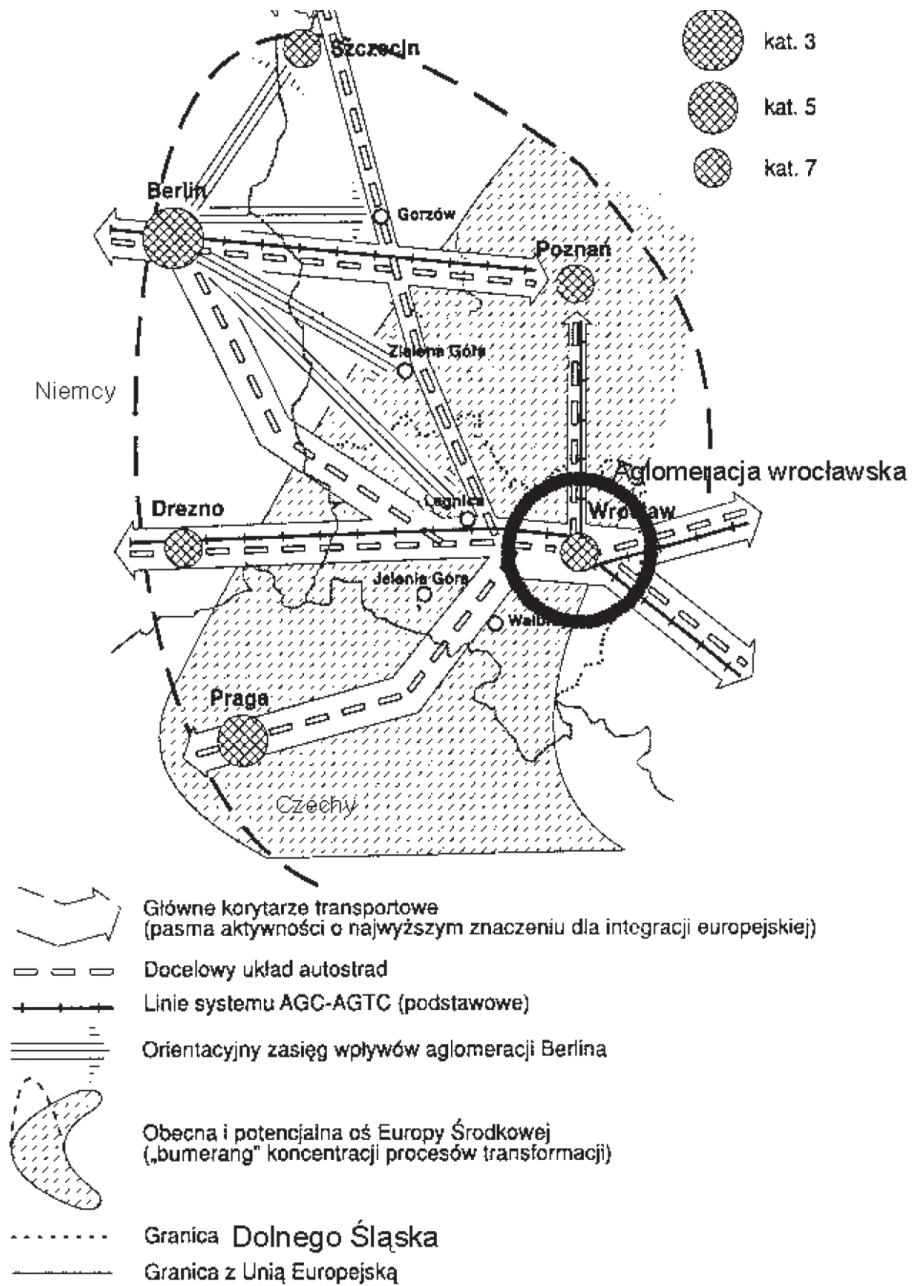 Szczecin
kat. 3
kat. 5
kat. 7
Berlin
Gorzów
Poznań
Zielona Góra
Niemcy
Aglomeracja wrocławska
Legnica
Wrocław
Drezno
Jelenia Góra
Praga
Czechy
Główne korytarze transportowe
(pasma aktywności o najwyższym znaczeniu dla integracji europejskiej)
Docelowy układ autostrad
Linie systemu AGC-AGTC (podstawowe)
Orientacyjny zasięg wpływów aglomeracji Berlina
Obecna i potencjalna oś Europy Środkowej
(„bumerang" koncentracji procesów transformacji)
Granica Dolnego Śląska
Granica z Unią Europejską